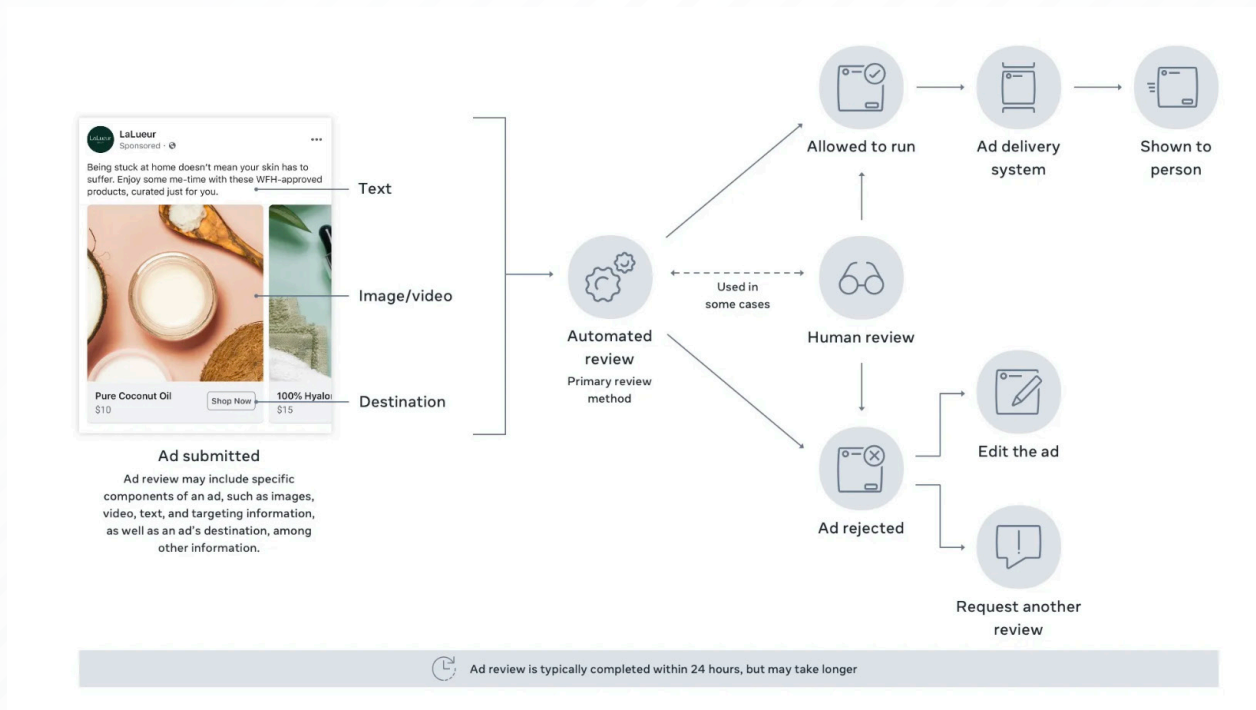 LaLueur
Sponsored ·
Being stuck at home doesn't mean your skin has to
suffer. Enjoy some me-time with these WFH-approved
products, curated just for you.
Text
Image/video
Pure Coconut Oil
$10
Shop Now
100% Hyalo
$15
Destination
Ad submitted
Ad review may include specific
components of an ad, such as images,
video, text, and targeting information,
as well as an ad's destination, among
other information.
Automated
review
Primary review
method
Used in
some cases
Allowed to run
Ad delivery
system
Shown to
person
Human review
Ad rejected
Edit the ad
Request another
review
Ad review is typically completed within 24 hours, but may take longer